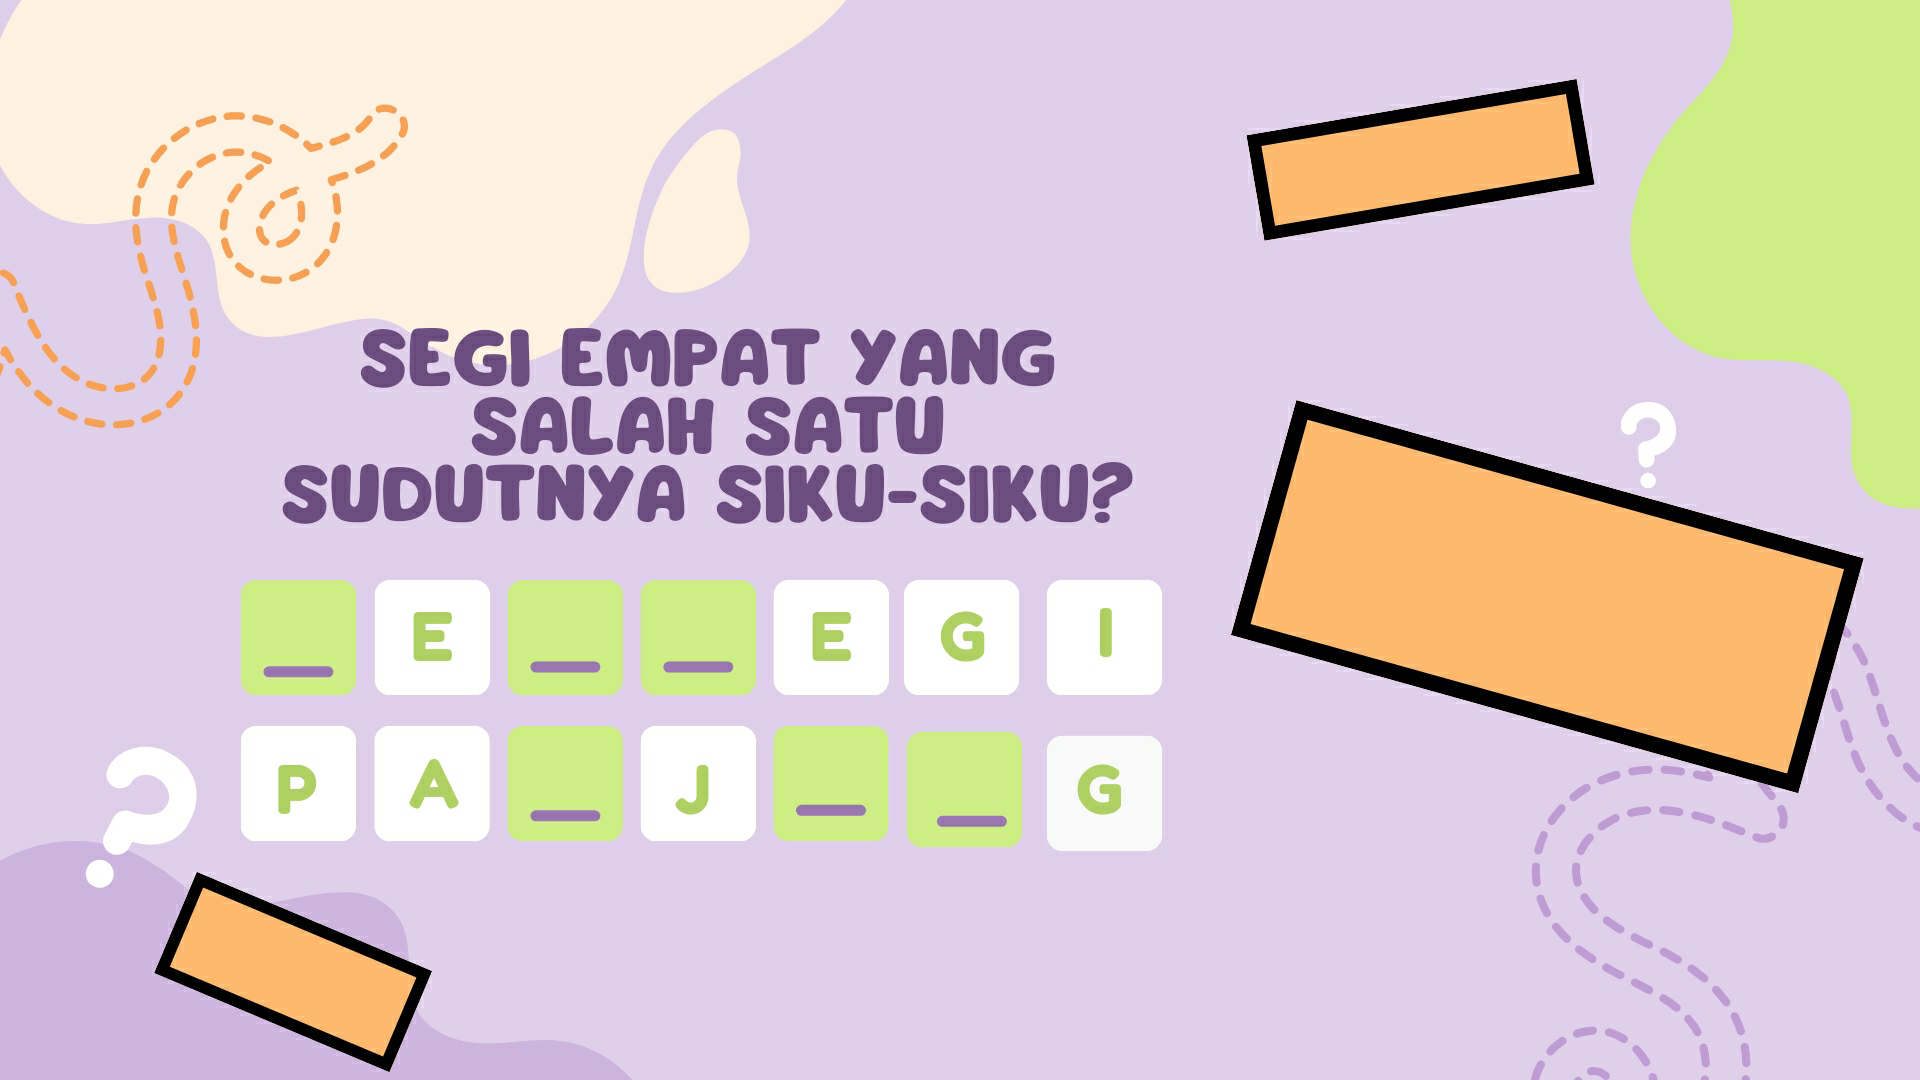 SEGI EMPAT YANG
SALAH SATU
SUDUTNYA SIKU-SIKU?
_ E _ _ E G I
P A _ J _ _ G
?
?